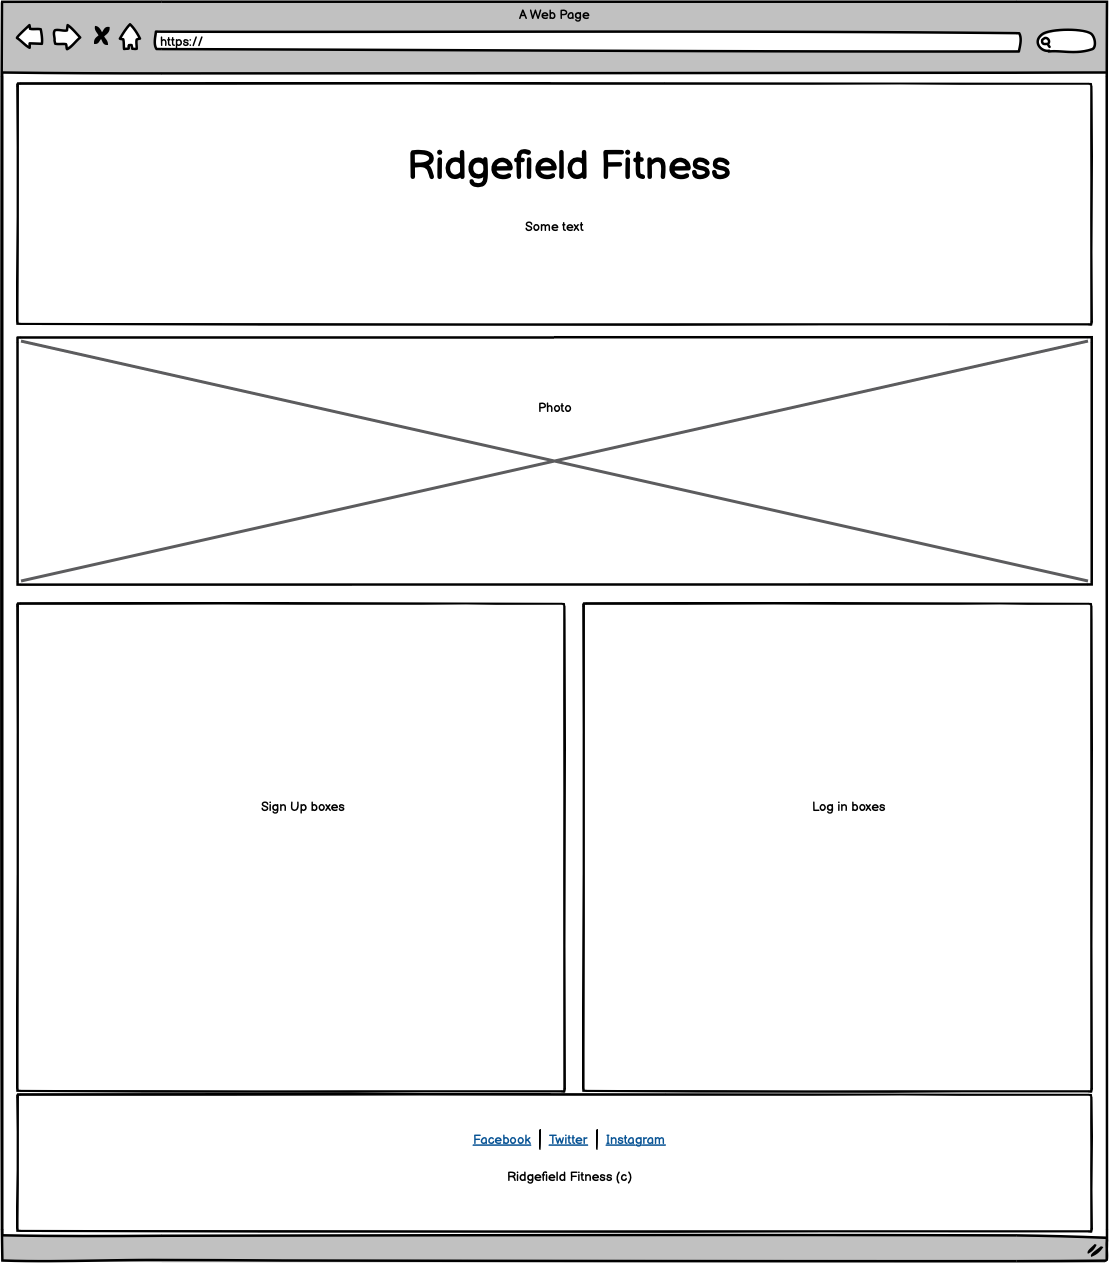 A Web Page
https://
Ridgefield Fitness
Some text
Photo
Sign Up boxes
Log in boxes
Facebook | Twitter | Instagram
Ridgefield Fitness (c)